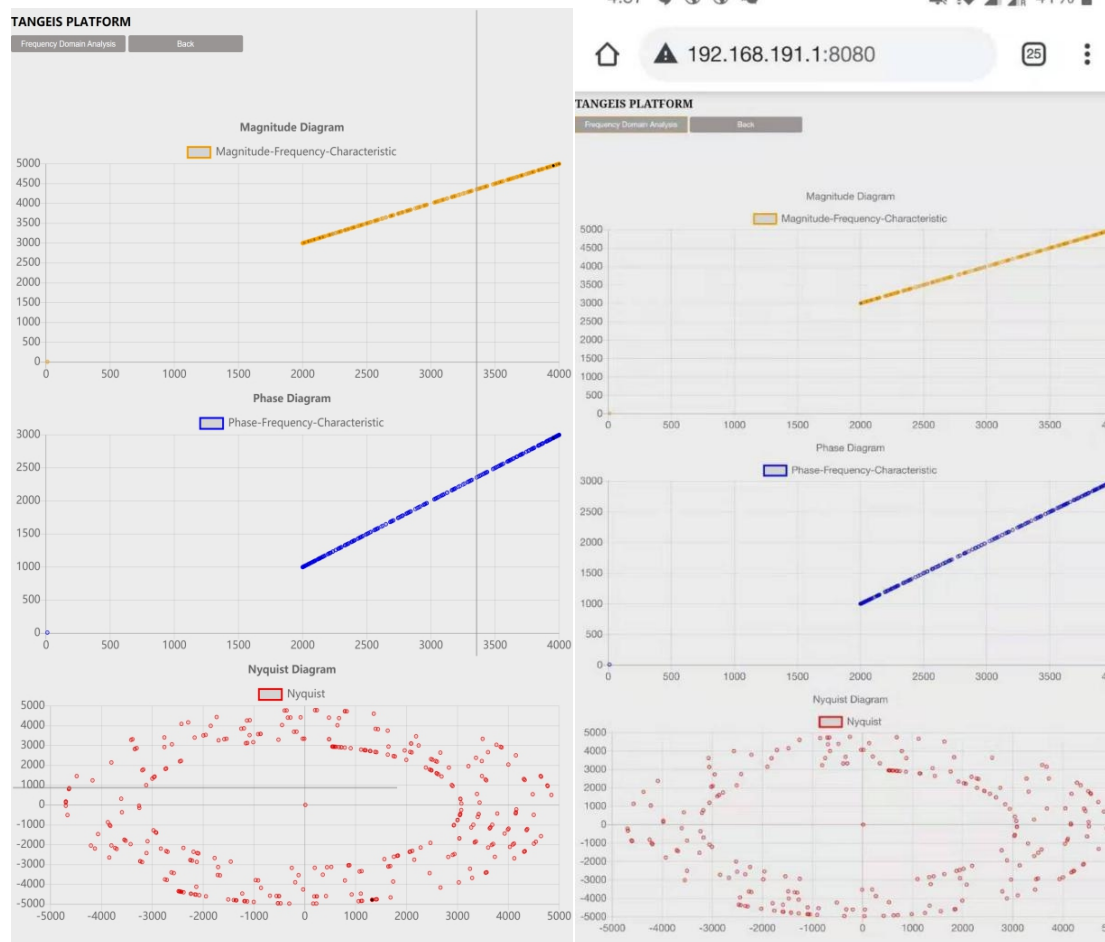 TANGEIS PLATFORM
Frequency Domain Analysis Back
Magnitude Diagram
Magnitude-Frequency-Characteristic
5000
4500
4000
3500
3000
2500
2000
1500
1000
500
0
0 500 1000 1500 2000 2500 3000 3500 4000
Phase Diagram
Phase-Frequency-Characteristic
3000
2500
2000
1500
1000
500
0
0 500 1000 1500 2000 2500 3000 3500 4000
Nyquist Diagram
Nyquist
5000
4000
3000
2000
1000
0
-1000
-2000
-3000
-4000
-5000
-5000 -4000 -3000 -2000 -1000 0 1000 2000 3000 4000 5000
192.168.191.1:8080 25
TANGEIS PLATFORM
Frequency Domain Analysis Back
Magnitude Diagram
Magnitude-Frequency-Characteristic
5000
4500
4000
3500
3000
2500
2000
1500
1000
500
0
0 500 1000 1500 2000 2500 3000 3500
Phase Diagram
Phase-Frequency-Characteristic
3000
2500
2000
1500
1000
500
0
0 500 1000 1500 2000 2500 3000 3500
Nyquist Diagram
Nyquist
5000
4000
3000
2000
1000
0
-1000
-2000
-3000
-4000
-5000
-5000 -4000 -3000 -2000 -1000 0 1000 2000 3000 4000